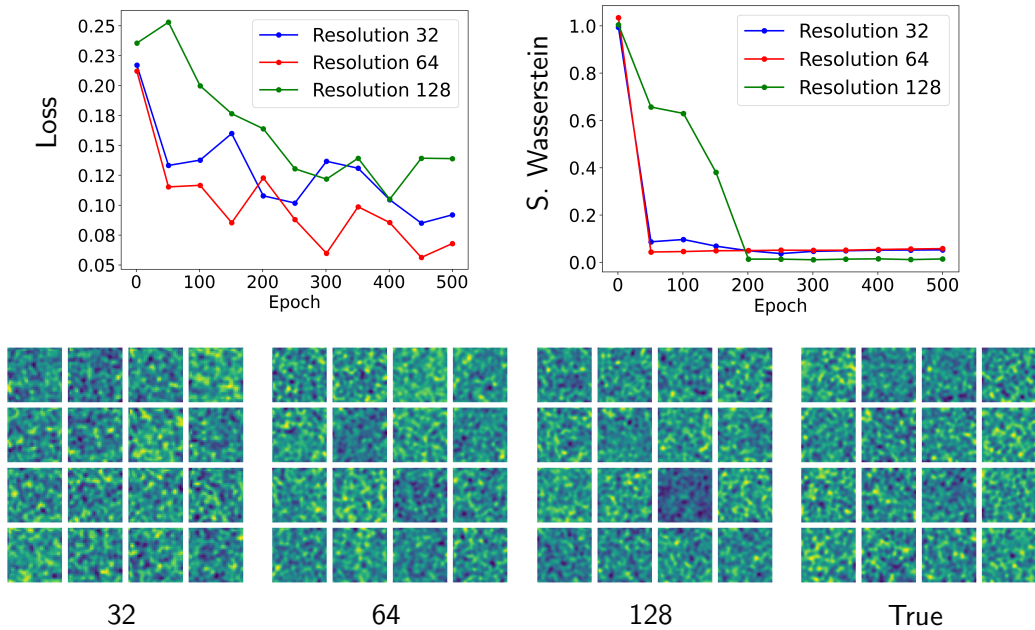 Loss
0.25
0.23
0.20
0.18
0.15
0.12
0.10
0.08
0.05
0 100 200 300 400 500
Epoch
Resolution 32
Resolution 64
Resolution 128
S. Wasserstein
1.0
0.8
0.6
0.4
0.2
0.0
0 100 200 300 400 500
Epoch
Resolution 32
Resolution 64
Resolution 128
32 64 128 True